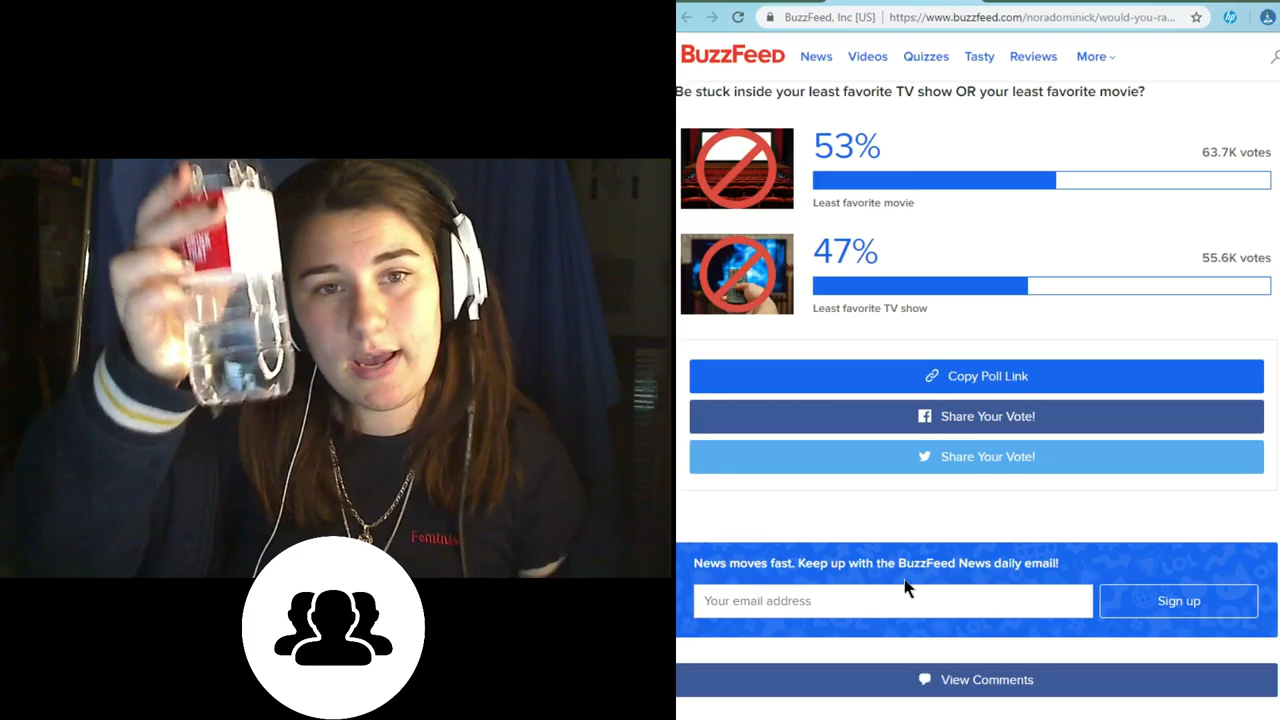 BuzzFeed, Inc [US]
https://www.buzzfeed.com/noradominick/would-you-ra...
BuzzFeed News Videos Quizzes Tasty Reviews More
Be stuck inside your least favorite TV show OR your least favorite movie?
53%
63.7K votes
Least favorite movie
47%
55.6K votes
Least favorite TV show
Copy Poll Link
Share Your Vote!
Share Your Vote!
News moves fast. Keep up with the BuzzFeed News daily email!
Your email address
Sign up
View Comments